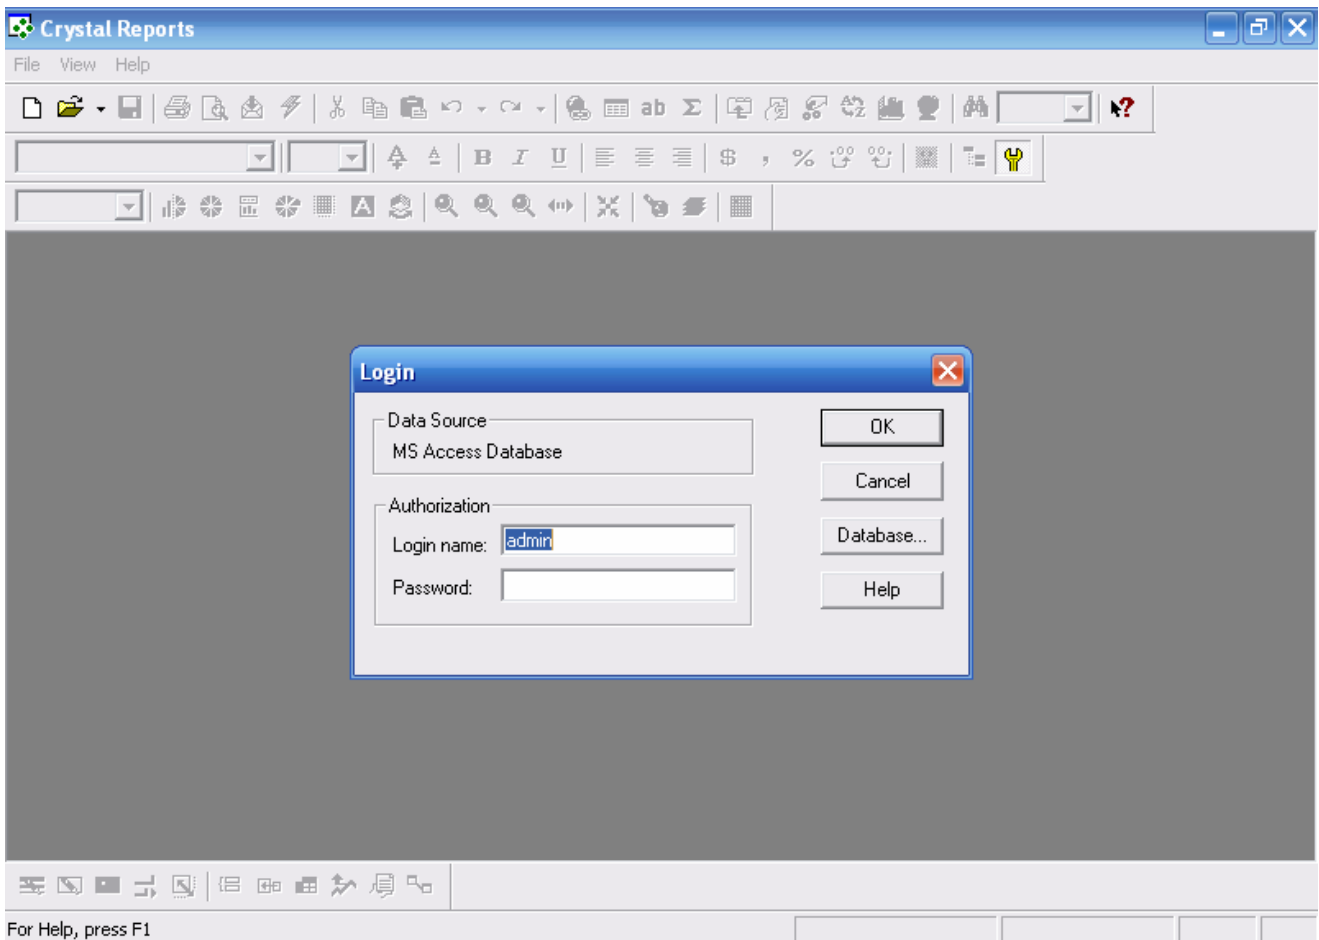 Crystal Reports
File View Help
ab Σ
B I U $ , %
A
Login
Data Source
MS Access Database
OK
Cancel
Authorization
Login name: admin
Database...
Password:
Help
For Help, press F1